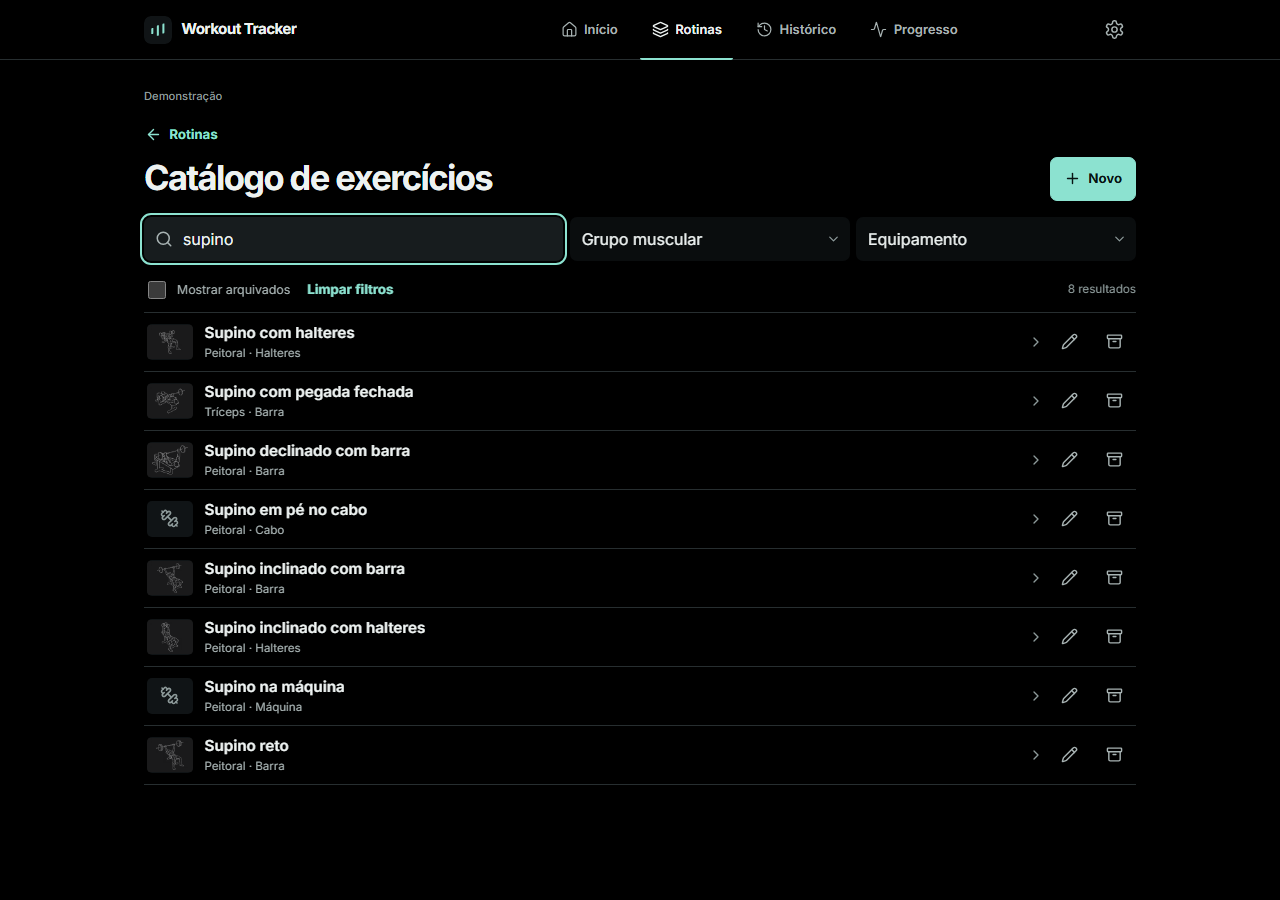 Workout Tracker
Início
Rotinas
Histórico
Progresso
Demonstração
Rotinas
Catálogo de exercícios
Novo
supino
Grupo muscular
Equipamento
Mostrar arquivados
Limpar filtros
8 resultados
Supino com halteres
Peitoral · Halteres
Supino com pegada fechada
Tríceps · Barra
Supino declinado com barra
Peitoral · Barra
Supino em pé no cabo
Peitoral · Cabo
Supino inclinado com barra
Peitoral · Barra
Supino inclinado com halteres
Peitoral · Halteres
Supino na máquina
Peitoral · Máquina
Supino reto
Peitoral · Barra